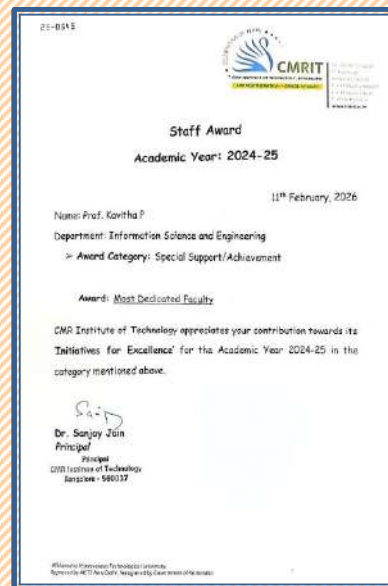 CMRIT
Staff Award
Academic Year: 2024-25
11th February, 2026
Name: Prof. Kavitha P
Department: Information Science and Engineering
➢ Award Category: Special Support/Achievement
Award: Most Dedicated Faculty
CMR Institute of Technology appreciates your contribution towards its
Initiatives for Excellence' for the Academic Year 2024-25 in the
category mentioned above.
Dr. Sanjay Jain
Principal
Principal
CMR Institute of Technology
Bangalore - 560037